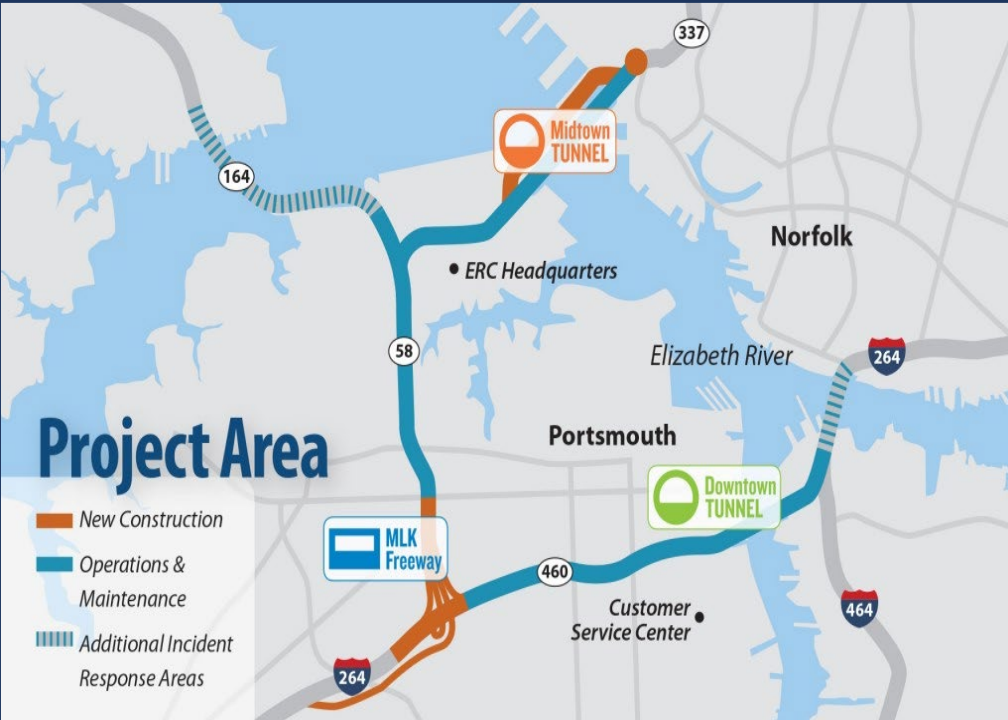 337
Midtown
TUNNEL
164
Norfolk
ERC Headquarters
58
Elizabeth River
264
Project Area
Portsmouth
Downtown
TUNNEL
New Construction
MLK
Freeway
Operations &
Maintenance
460
Customer
Service Center
464
Additional Incident
Response Areas
264